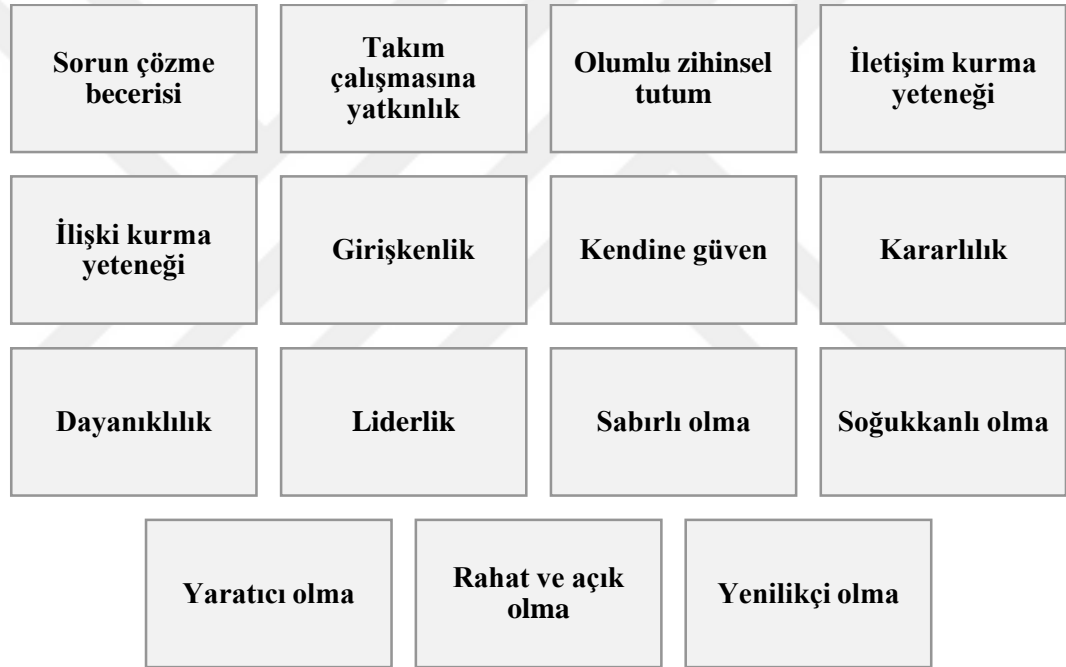 Sorun çözme
becerisi
Takım
çalışmasına
yatkınlık
Olumlu zihinsel
tutum
İletişim kurma
yeteneği
İlişki kurma
yeteneği
Girişkenlik
Kendine güven
Kararlılık
Dayanıklılık
Liderlik
Sabırlı olma
Soğukkanlı olma
Yaratıcı olma
Rahat ve açık
olma
Yenilikçi olma